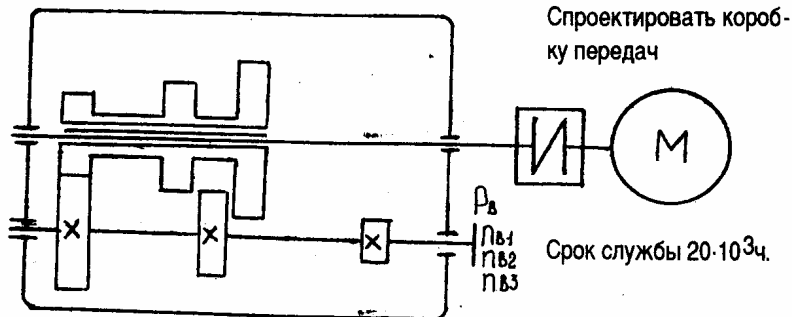 Спроектировать короб-
ку передач
M
Pв
nв1
nв2
nв3
Срок службы 20·10³ч.